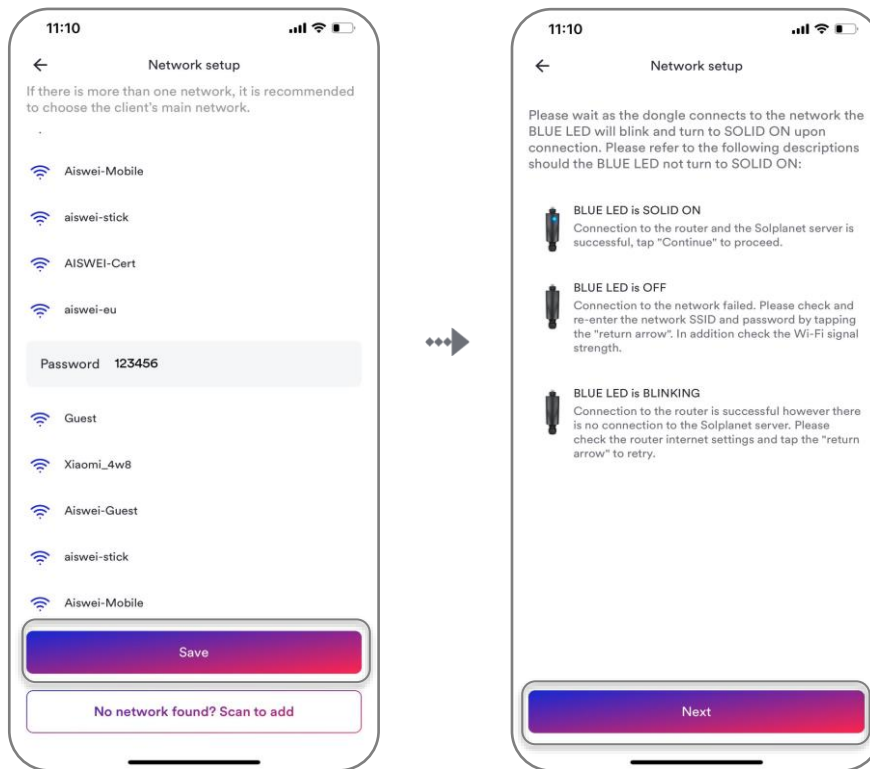 11:10
Network setup
If there is more than one network, it is recommended
to choose the client's main network.
Aiswei-Mobile
aiswei-stick
AISWEI-Cert
aiswei-eu
Password 123456
Guest
Xiaomi_4w8
Aiswei-Guest
aiswei-stick
Aiswei-Mobile
Save
No network found? Scan to add
11:10
Network setup
Please wait as the dongle connects to the network the
BLUE LED will blink and turn to SOLID ON upon
connection. Please refer to the following descriptions
should the BLUE LED not turn to SOLID ON:
BLUE LED is SOLID ON
Connection to the router and the Solplanet server is
successful, tap "Continue" to proceed.
BLUE LED is OFF
Connection to the network failed. Please check and
re-enter the network SSID and password by tapping
the "return arrow". In addition check the Wi-Fi signal
strength.
BLUE LED is BLINKING
Connection to the router is successful however there
is no connection to the Solplanet server. Please
check the router internet settings and tap the "return
arrow" to retry.
Next